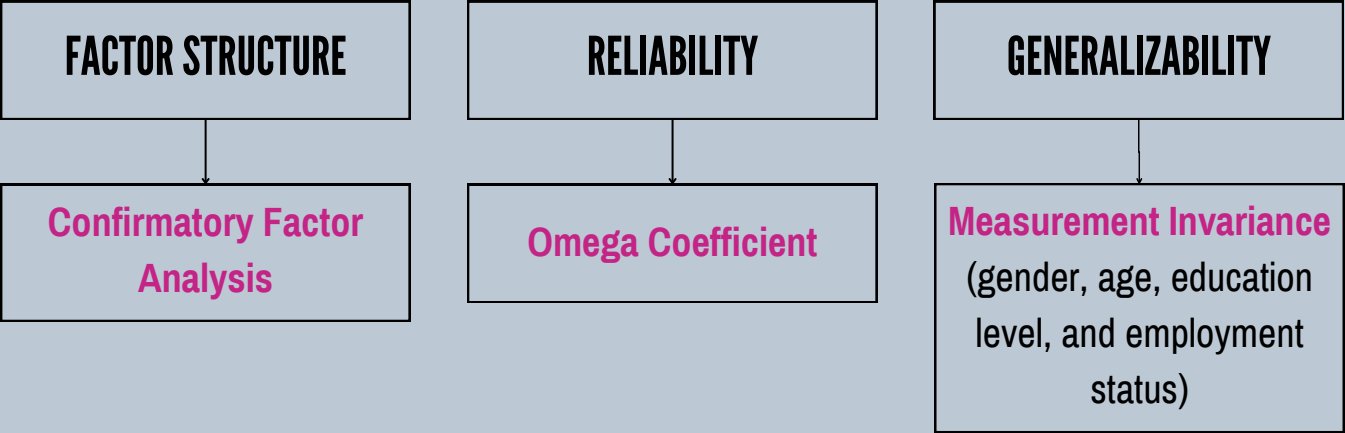 FACTOR STRUCTURE
Confirmatory Factor
Analysis
RELIABILITY
Omega Coefficient
GENERALIZABILITY
Measurement Invariance
(gender, age, education
level, and employment
status)